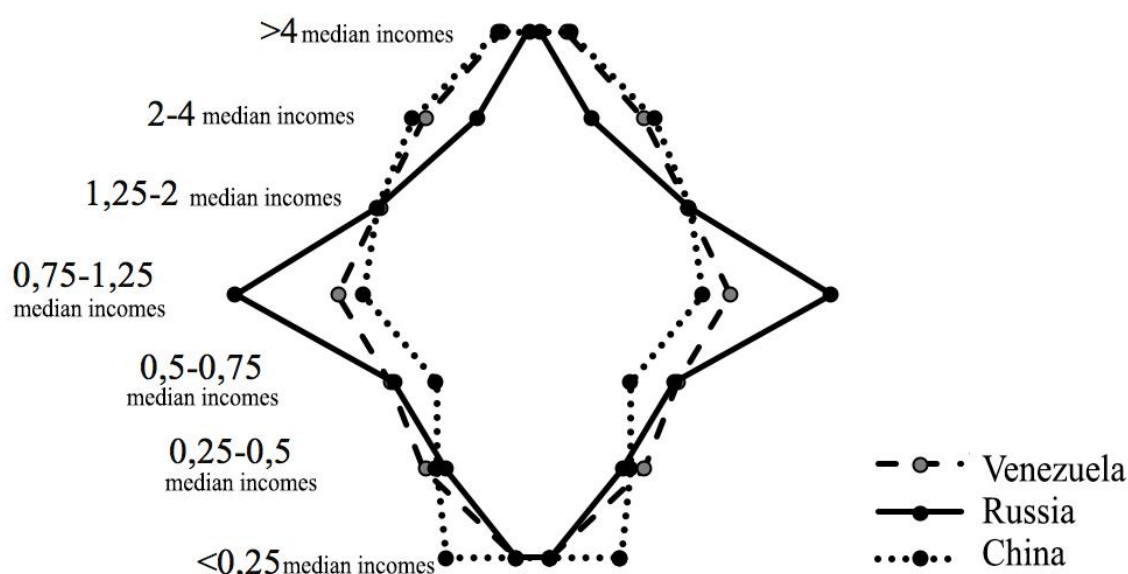 >4 median incomes
2-4 median incomes
1,25-2 median incomes
0,75-1,25
median incomes
0,5-0,75
median incomes
0,25-0,5
median incomes
<0,25 median incomes
Venezuela
Russia
China